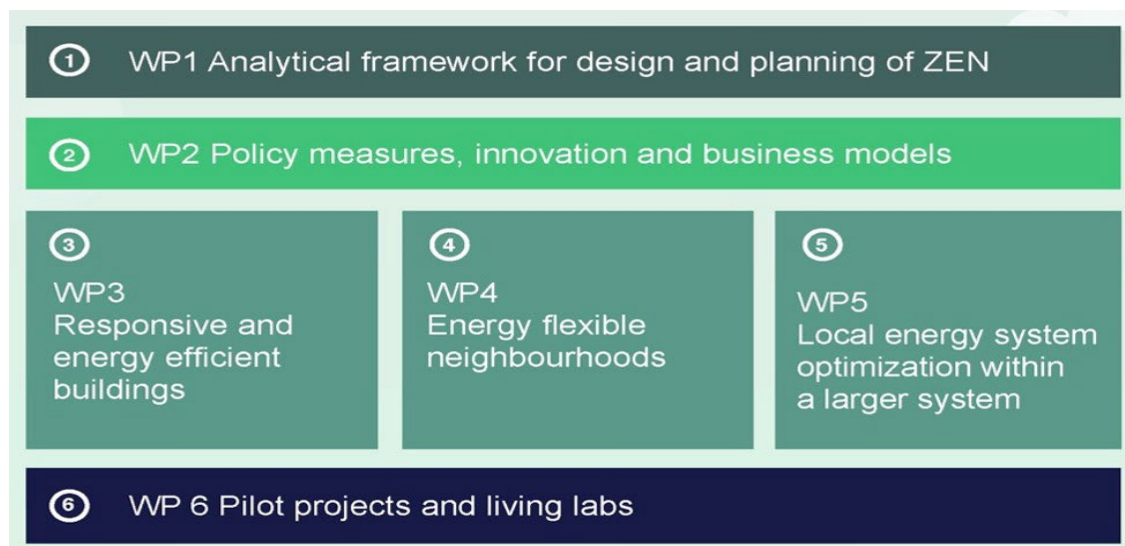 1 WP1 Analytical framework for design and planning of ZEN
2 WP2 Policy measures, innovation and business models
3
WP3
Responsive and
energy efficient
buildings
4
WP4
Energy flexible
neighbourhoods
5
WP5
Local energy system
optimization within
a larger system
6 WP 6 Pilot projects and living labs